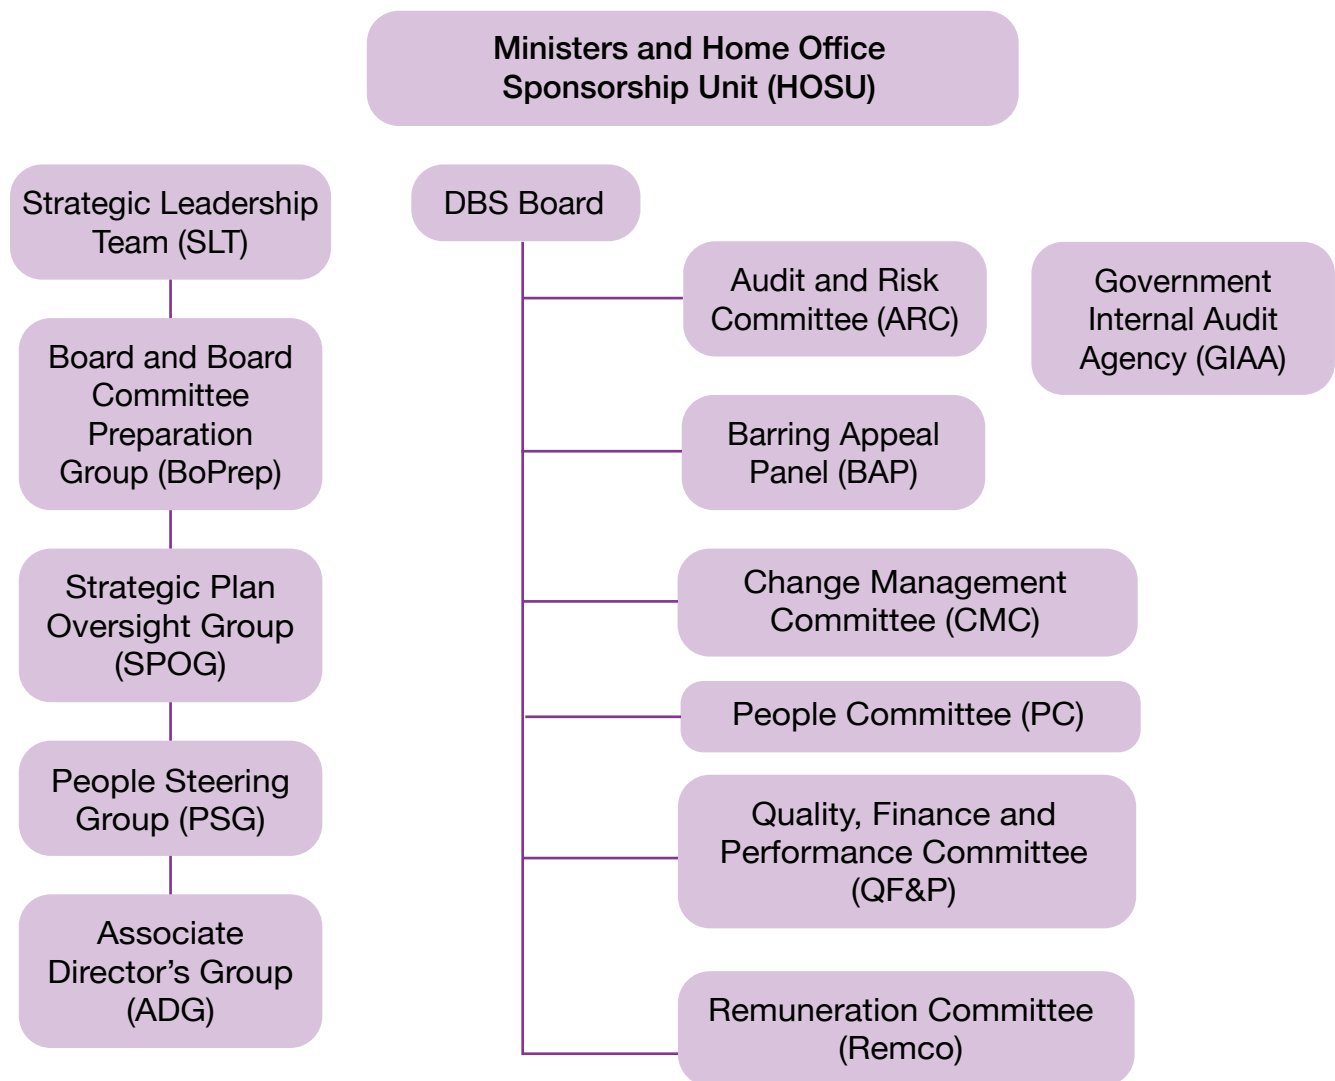 Ministers and Home Office
Sponsorship Unit (HOSU)
Strategic Leadership
Team (SLT)
Board and Board
Committee
Preparation
Group (BoPrep)
Strategic Plan
Oversight Group
(SPOG)
People Steering
Group (PSG)
Associate
Director’s Group
(ADG)
DBS Board
Audit and Risk
Committee (ARC)
Barring Appeal
Panel (BAP)
Change Management
Committee (CMC)
People Committee (PC)
Quality, Finance and
Performance Committee
(QF&P)
Remuneration Committee
(Remco)
Government
Internal Audit
Agency (GIAA)